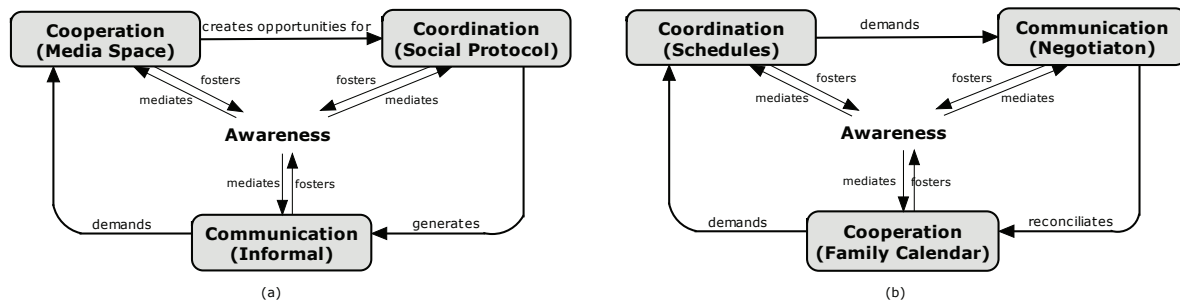 Cooperation
(Media Space)
creates opportunities for
Coordination
(Social Protocol)
fosters
mediates
fosters
mediates
Awareness
mediates
fosters
demands
Communication
(Informal)
generates
(a)
Coordination
(Schedules)
demands
Communication
(Negotiaton)
fosters
mediates
fosters
mediates
Awareness
mediates
fosters
demands
Cooperation
(Family Calendar)
reconciliates
(b)